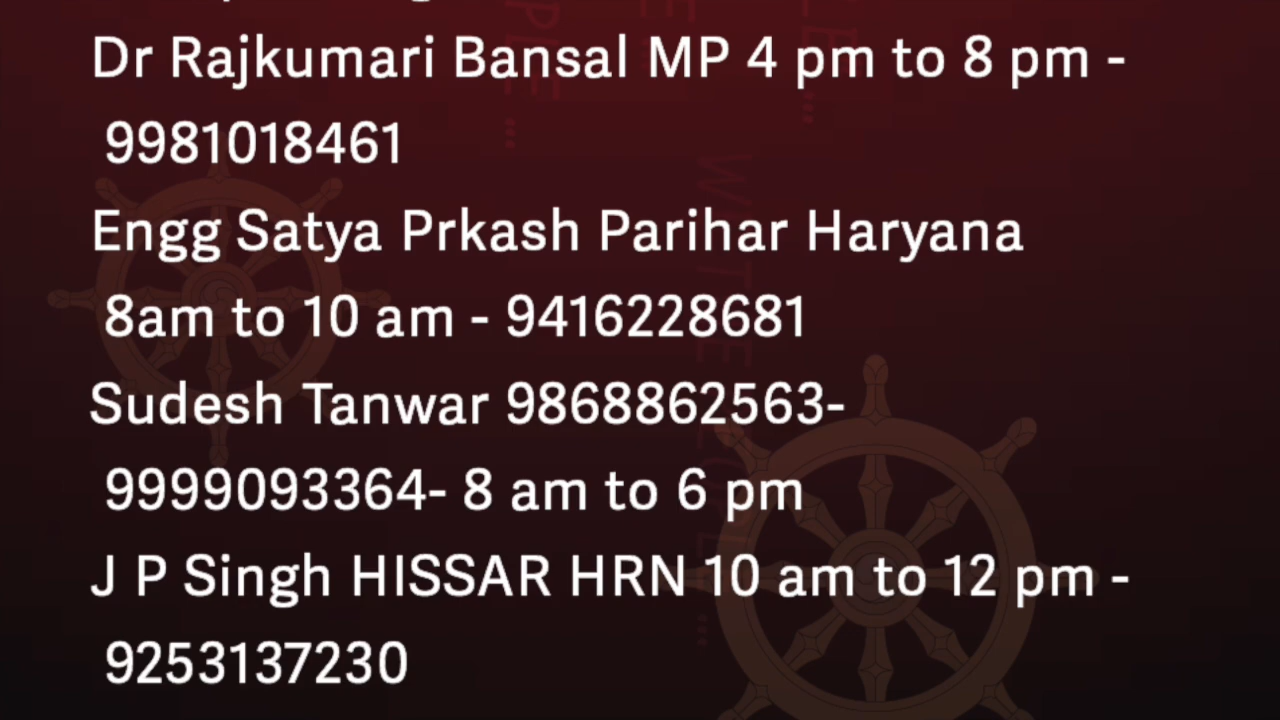 Dr Rajkumari Bansal MP 4 pm to 8 pm -
9981018461
Engg Satya Prkash Parihar Haryana
8am to 10 am - 9416228681
Sudesh Tanwar 9868862563-
9999093364- 8 am to 6 pm
J P Singh HISSAR HRN 10 am to 12 pm -
9253137230